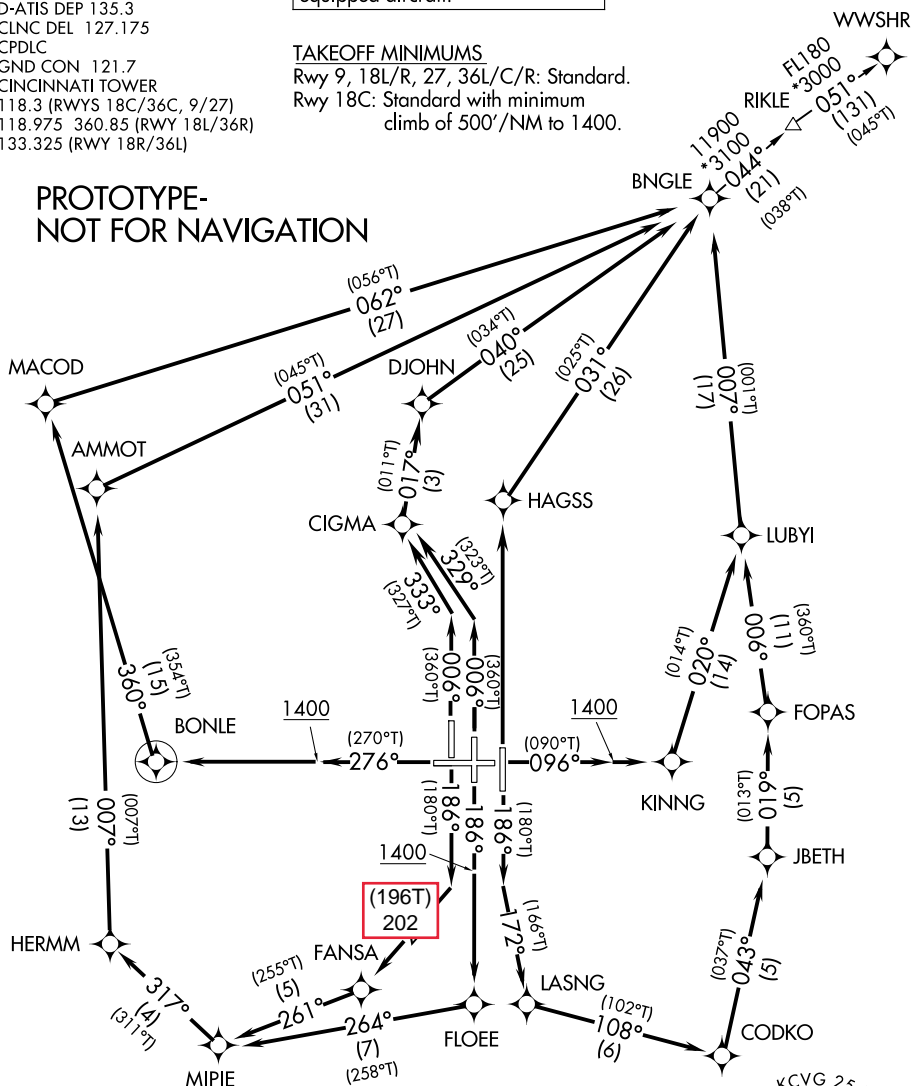 D-ATIS DEP 135.3
CLNC DEL 127.175
CPDLC
GND CON 121.7
CINCINNATI TOWER
118.3 (RWYS 18C/36C, 9/27)
118.975 360.85 (RWY 18L/36R)
133.325 (RWY 18R/36L)
equipped aircraft.
TAKEOFF MINIMUMS
Rwy 9, 18L/R, 27, 36L/C/R: Standard.
Rwy 18C: Standard with minimum
climb of 500'/NM to 1400.
PROTOTYPE-
NOT FOR NAVIGATION
WWSHR
FL180
*3000
051°
(131)
(045°T)
RIKLE
11900
*3100
044°
(21)
(038°T)
BNGLE
(056°T)
062°
(27)
(045°T)
051°
(31)
(034°T)
040°
(25)
(025°T)
031°
(26)
(001°T)
007°
(17)
MACOD
AMMOT
DJOHN
(011°T)
017°
(3)
CIGMA
HAGSS
LUBYI
(323°T)
329°
333°
(327°T)
(360°T)
006°
006°
(360°T)
(014°T)
020°
(14)
(360°T)
006°
(11)
(354°T)
(15)
360°
BONLE
1400
(270°T)
276°
(090°T)
096°
1400
KINNG
FOPAS
(013°T)
019°
(5)
JBETH
(007°T)
007°
(13)
186°
(180°T)
186°
186°
(180°T)
1400
(196T)
202
172°
(166°T)
HERMM
317°
(4)
(311°T)
FANSA
(255°T)
(5)
261°
264°
(7)
(258°T)
MIPIE
FLOEE
LASNG
(102°T)
108°
(6)
(037°T)
043°
(5)
CODKO
KCVG 25